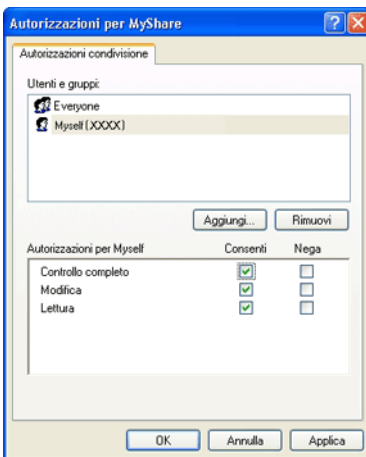 Autorizzazioni per MyShare
Autorizzazioni condivisione
Utenti e gruppi:
Everyone
Myself (XXXX)
Aggiungi... Rimuovi
Autorizzazioni per Myself Consenti Nega
Controllo completo
Modifica
Lettura
OK Annulla Applica